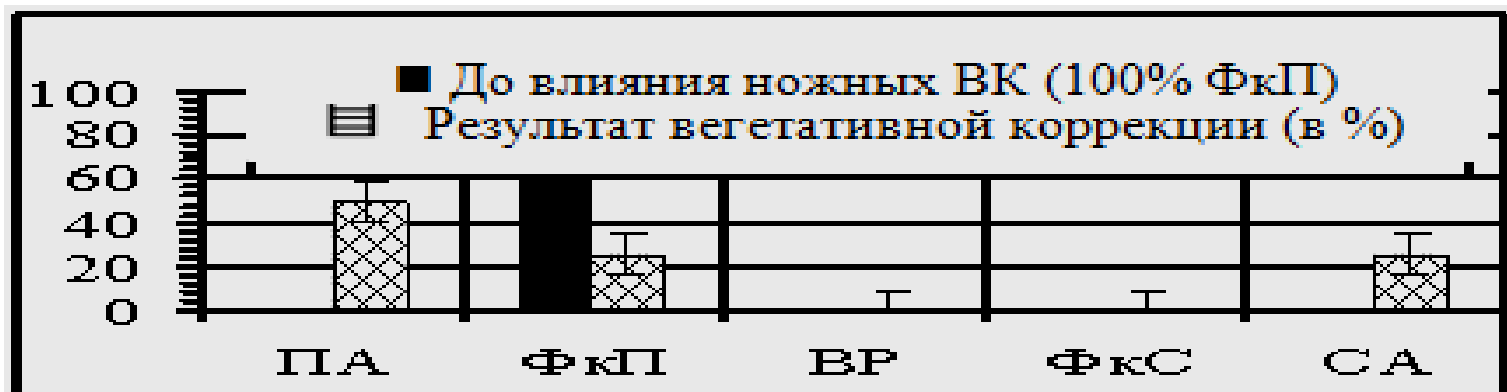 До влияния ножных ВК (100% ФкП)
Результат вегетативной коррекции (в %)
100
80
60
40
20
0
ПА ФкП ВР ФкС СА